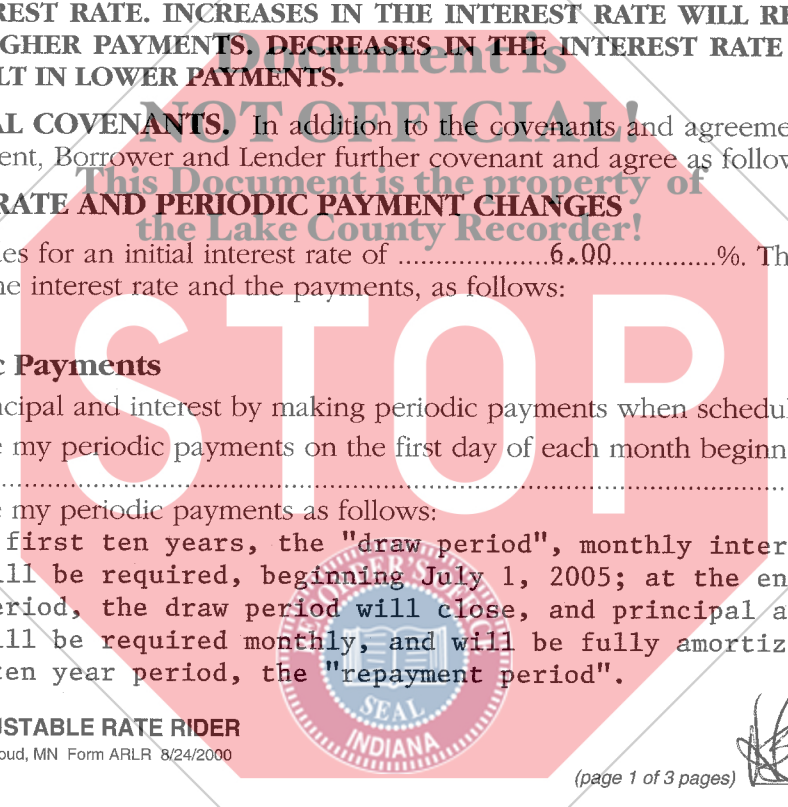 REST RATE. INCREASES IN THE INTEREST RATE WILL RE
GHER PAYMENTS. DECREASES IN THE INTEREST RATE
LT IN LOWER PAYMENTS.
Document is
NOT OFFICIAL!
This Document is the property of
the Lake County Recorder!
AL COVENANTS. In addition to the covenants and agreeme
ent, Borrower and Lender further covenant and agree as follow
RATE AND PERIODIC PAYMENT CHANGES
es for an initial interest rate of ....................6.00..............%. Th
he interest rate and the payments, as follows:
STOP
c Payments
ncipal and interest by making periodic payments when schedul
e my periodic payments on the first day of each month beginn
e my periodic payments as follows:
first ten years, the "draw period", monthly inter
ll be required, beginning July 1, 2005; at the en
eriod, the draw period will close, and principal a
ll be required monthly, and will be fully amortiz
ten year period, the "repayment period".
SEAL
INDIANA
USTABLE RATE RIDER
oud, MN Form ARLR 8/24/2000
(page 1 of 3 pages)